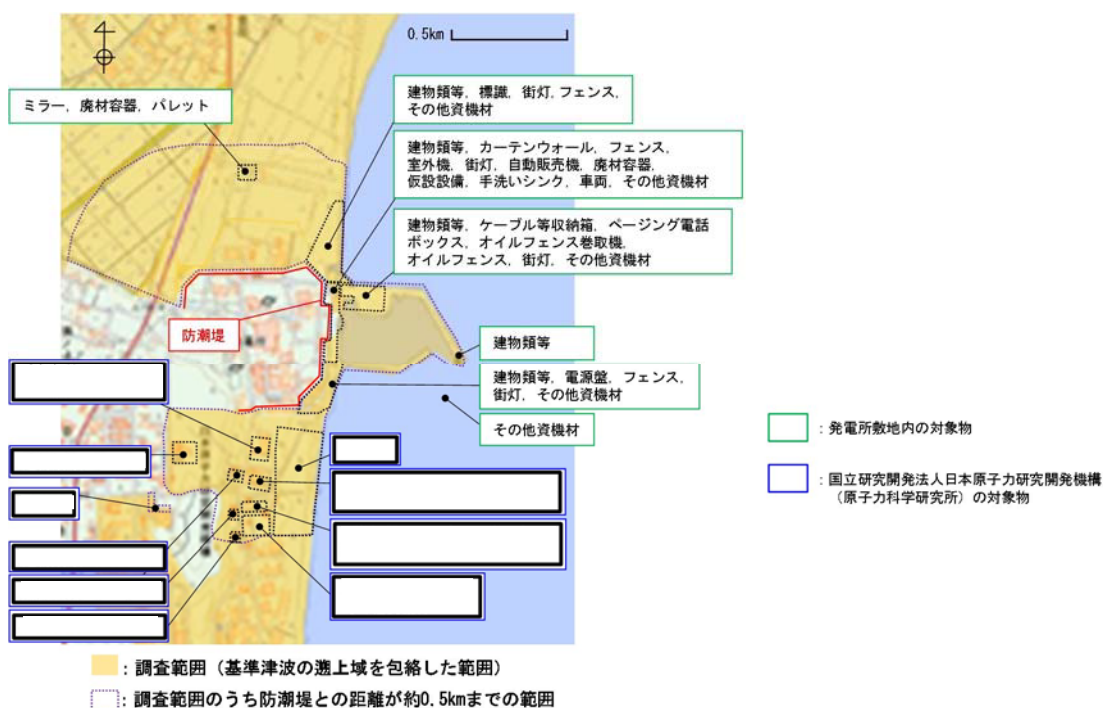 0.5km
ミラー，廃材容器，パレット
建物類等，標識，街灯，フェンス，
その他資機材
建物類等，カーテンウォール，フェンス，
室外機，街灯，自動販売機，廃材容器，
仮設設備，手洗いシンク，車両，その他資機材
建物類等，ケーブル等収納箱，ページング電話
ボックス，オイルフェンス巻取機，
オイルフェンス，街灯，その他資機材
防潮堤
建物類等
建物類等，電源盤，フェンス，
街灯，その他資機材
その他資機材
：発電所敷地内の対象物
：国立研究開発法人日本原子力研究開発機構
（原子力科学研究所）の対象物
：調査範囲（基準津波の遡上域を包絡した範囲）
：調査範囲のうち防潮堤との距離が約0.5kmまでの範囲